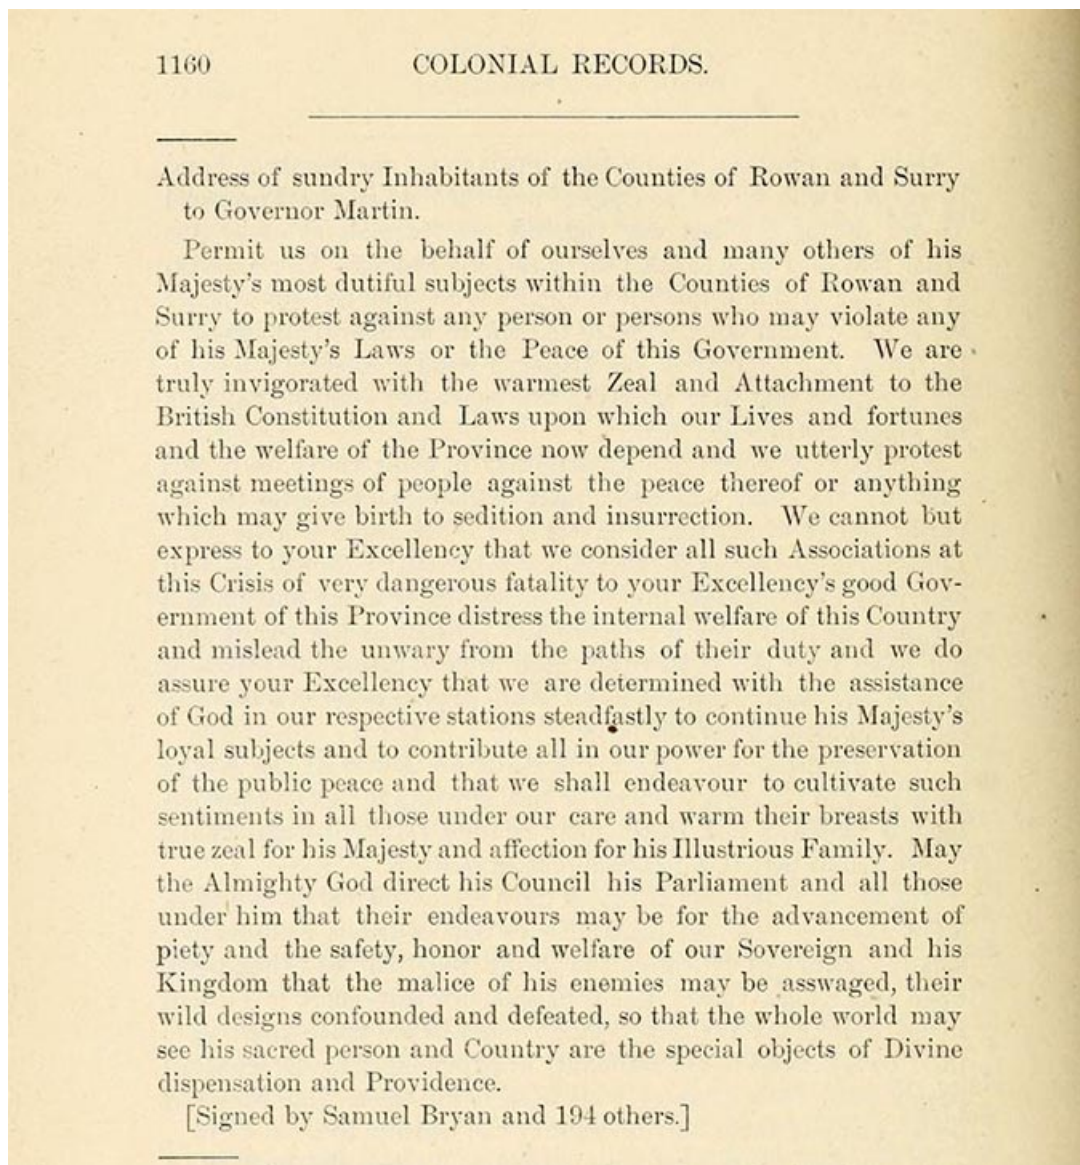 1160 COLONIAL RECORDS.
Address of sundry Inhabitants of the Counties of Rowan and Surry
to Governor Martin.
Permit us on the behalf of ourselves and many others of his
Majesty's most dutiful subjects within the Counties of Rowan and
Surry to protest against any person or persons who may violate any
of his Majesty's Laws or the Peace of this Government. We are
truly invigorated with the warmest Zeal and Attachment to the
British Constitution and Laws upon which our Lives and fortunes
and the welfare of the Province now depend and we utterly protest
against meetings of people against the peace thereof or anything
which may give birth to sedition and insurrection. We cannot but
express to your Excellency that we consider all such Associations at
this Crisis of very dangerous fatality to your Excellency's good Gov-
ernment of this Province distress the internal welfare of this Country
and mislead the unwary from the paths of their duty and we do
assure your Excellency that we are determined with the assistance
of God in our respective stations steadfastly to continue his Majesty's
loyal subjects and to contribute all in our power for the preservation
of the public peace and that we shall endeavour to cultivate such
sentiments in all those under our care and warm their breasts with
true zeal for his Majesty and affection for his Illustrious Family. May
the Almighty God direct his Council his Parliament and all those
under him that their endeavours may be for the advancement of
piety and the safety, honor and welfare of our Sovereign and his
Kingdom that the malice of his enemies may be asswaged, their
wild designs confounded and defeated, so that the whole world may
see his sacred person and Country are the special objects of Divine
dispensation and Providence.
[Signed by Samuel Bryan and 194 others.]